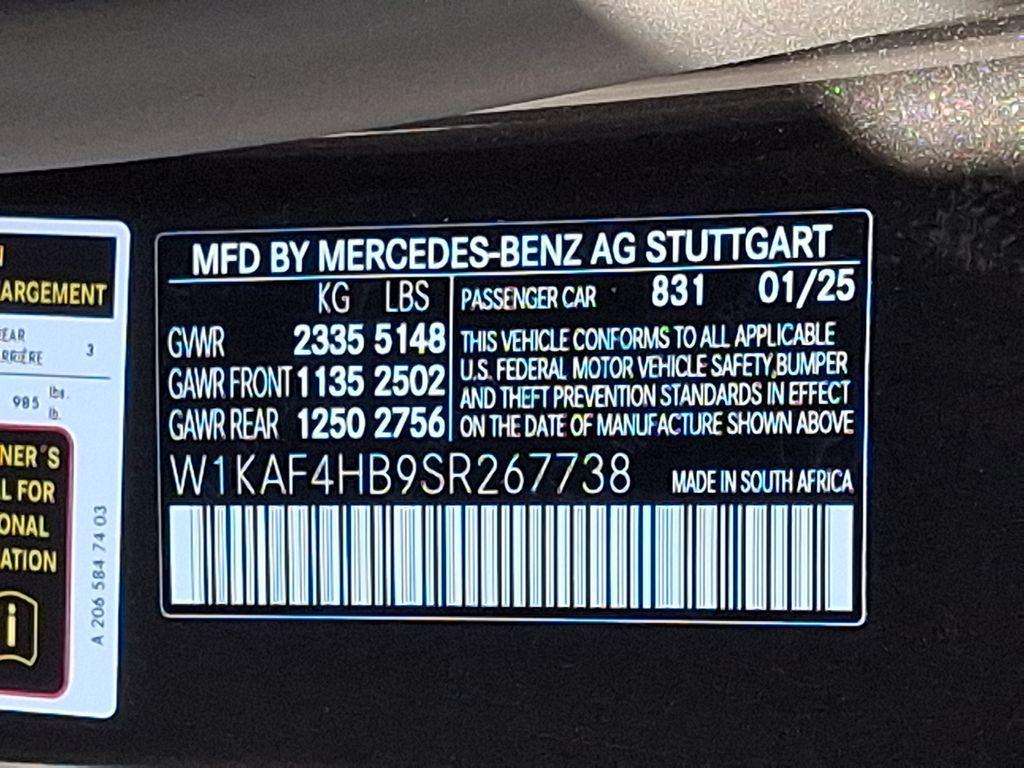 ARGEMENT
EAR
RRIÈRE 3
985 lbs.
lb.
NER'S
L FOR
ONAL
ATION
i
A 206 584 74 03
MFD BY MERCEDES-BENZ AG STUTTGART
KG LBS
GVWR 2335 5148
GAWR FRONT 1135 2502
GAWR REAR 1250 2756
PASSENGER CAR 831 01/25
THIS VEHICLE CONFORMS TO ALL APPLICABLE
U.S. FEDERAL MOTOR VEHICLE SAFETY,BUMPER
AND THEFT PREVENTION STANDARDS IN EFFECT
ON THE DATE OF MANUFACTURE SHOWN ABOVE
W1KAF4HB9SR267738 MADE IN SOUTH AFRICA